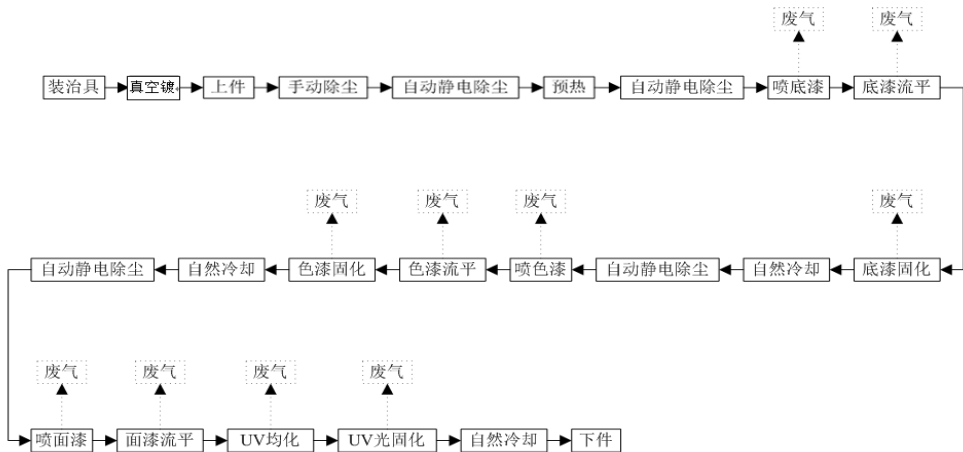 废气 废气
装治具 真空镀 上件 手动除尘 自动静电除尘 预热 自动静电除尘 喷底漆 底漆流平
废气 废气 废气 废气
自动静电除尘 自然冷却 色漆固化 色漆流平 喷色漆 自动静电除尘 自然冷却 底漆固化
废气 废气 废气 废气
喷面漆 面漆流平 UV均化 UV光固化 自然冷却 下件